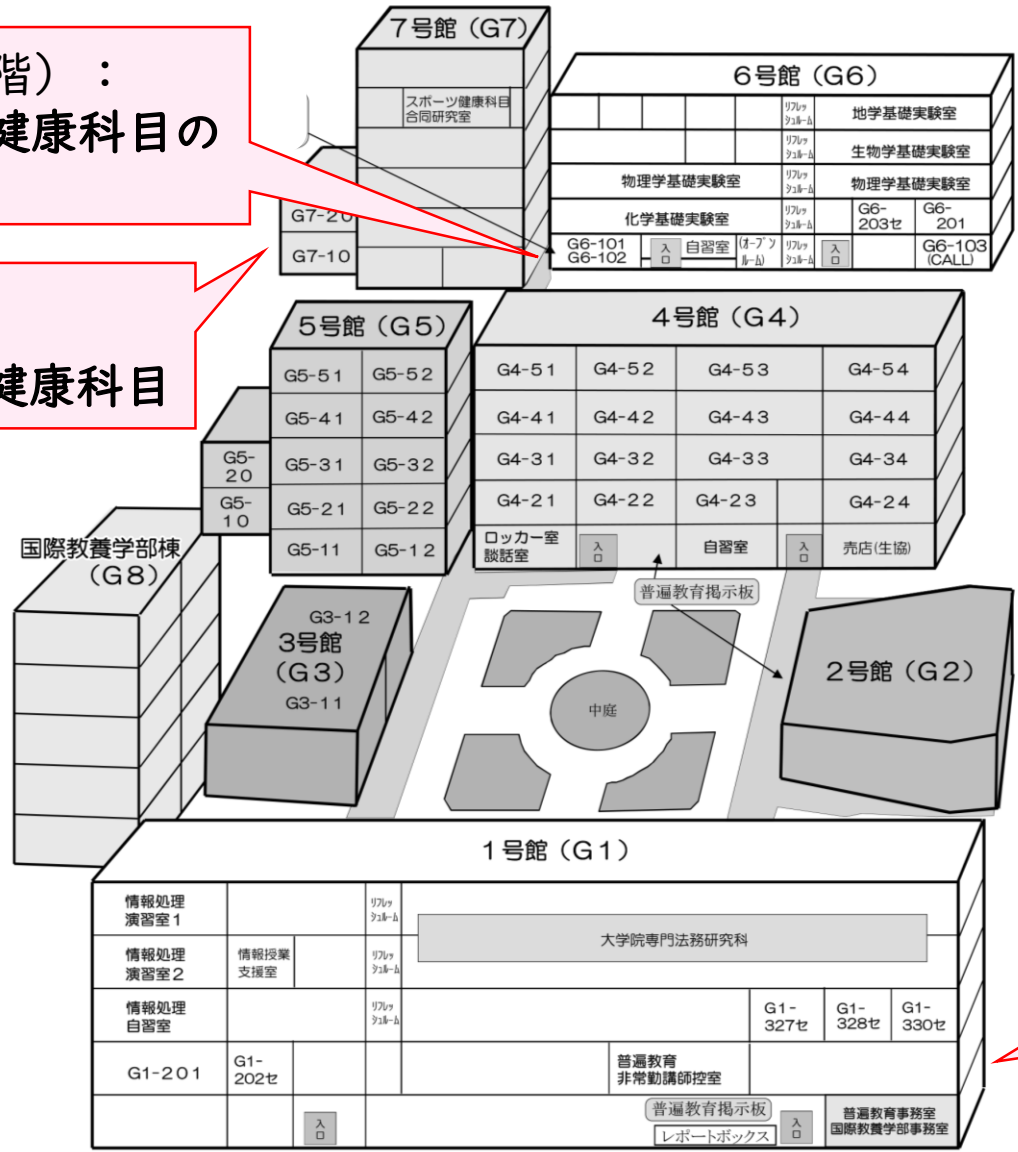 階） ：
健康科目の
健康科目
7号館（G7）
スポーツ健康科目
合同研究室
G7-20
G7-10
6号館（G6）
リフレッ
シュルーム
地学基礎実験室
リフレッ
シュルーム
生物学基礎実験室
物理学基礎実験室
リフレッ
シュルーム
物理学基礎実験室
化学基礎実験室
リフレッ
シュルーム
G6-
203セ
G6-
201
G6-101
G6-102
入
口
自習室
(オープン
ルーム)
リフレッ
シュルーム
入
口
G6-103
(CALL)
5号館（G5）
G5-51
G5-52
G5-41
G5-42
G5-
20
G5-31
G5-32
G5-
10
G5-21
G5-22
G5-11
G5-12
4号館（G4）
G4-51
G4-52
G4-53
G4-54
G4-41
G4-42
G4-43
G4-44
G4-31
G4-32
G4-33
G4-34
G4-21
G4-22
G4-23
G4-24
ロッカー室
談話室
入
口
自習室
入
口
売店(生協)
普遍教育掲示板
国際教養学部棟
（G8）
G3-12
3号館
（G3）
G3-11
中庭
2号館（G2）
1号館（G1）
情報処理
演習室1
リフレッ
シュルーム
大学院専門法務研究科
情報処理
演習室2
情報授業
支援室
リフレッ
シュルーム
情報処理
自習室
リフレッ
シュルーム
G1-
327セ
G1-
328セ
G1-
330セ
G1-201
G1-
202セ
普遍教育
非常勤講師控室
入
口
普遍教育掲示板
レポートボックス
入
口
普遍教育事務室
国際教養学部事務室